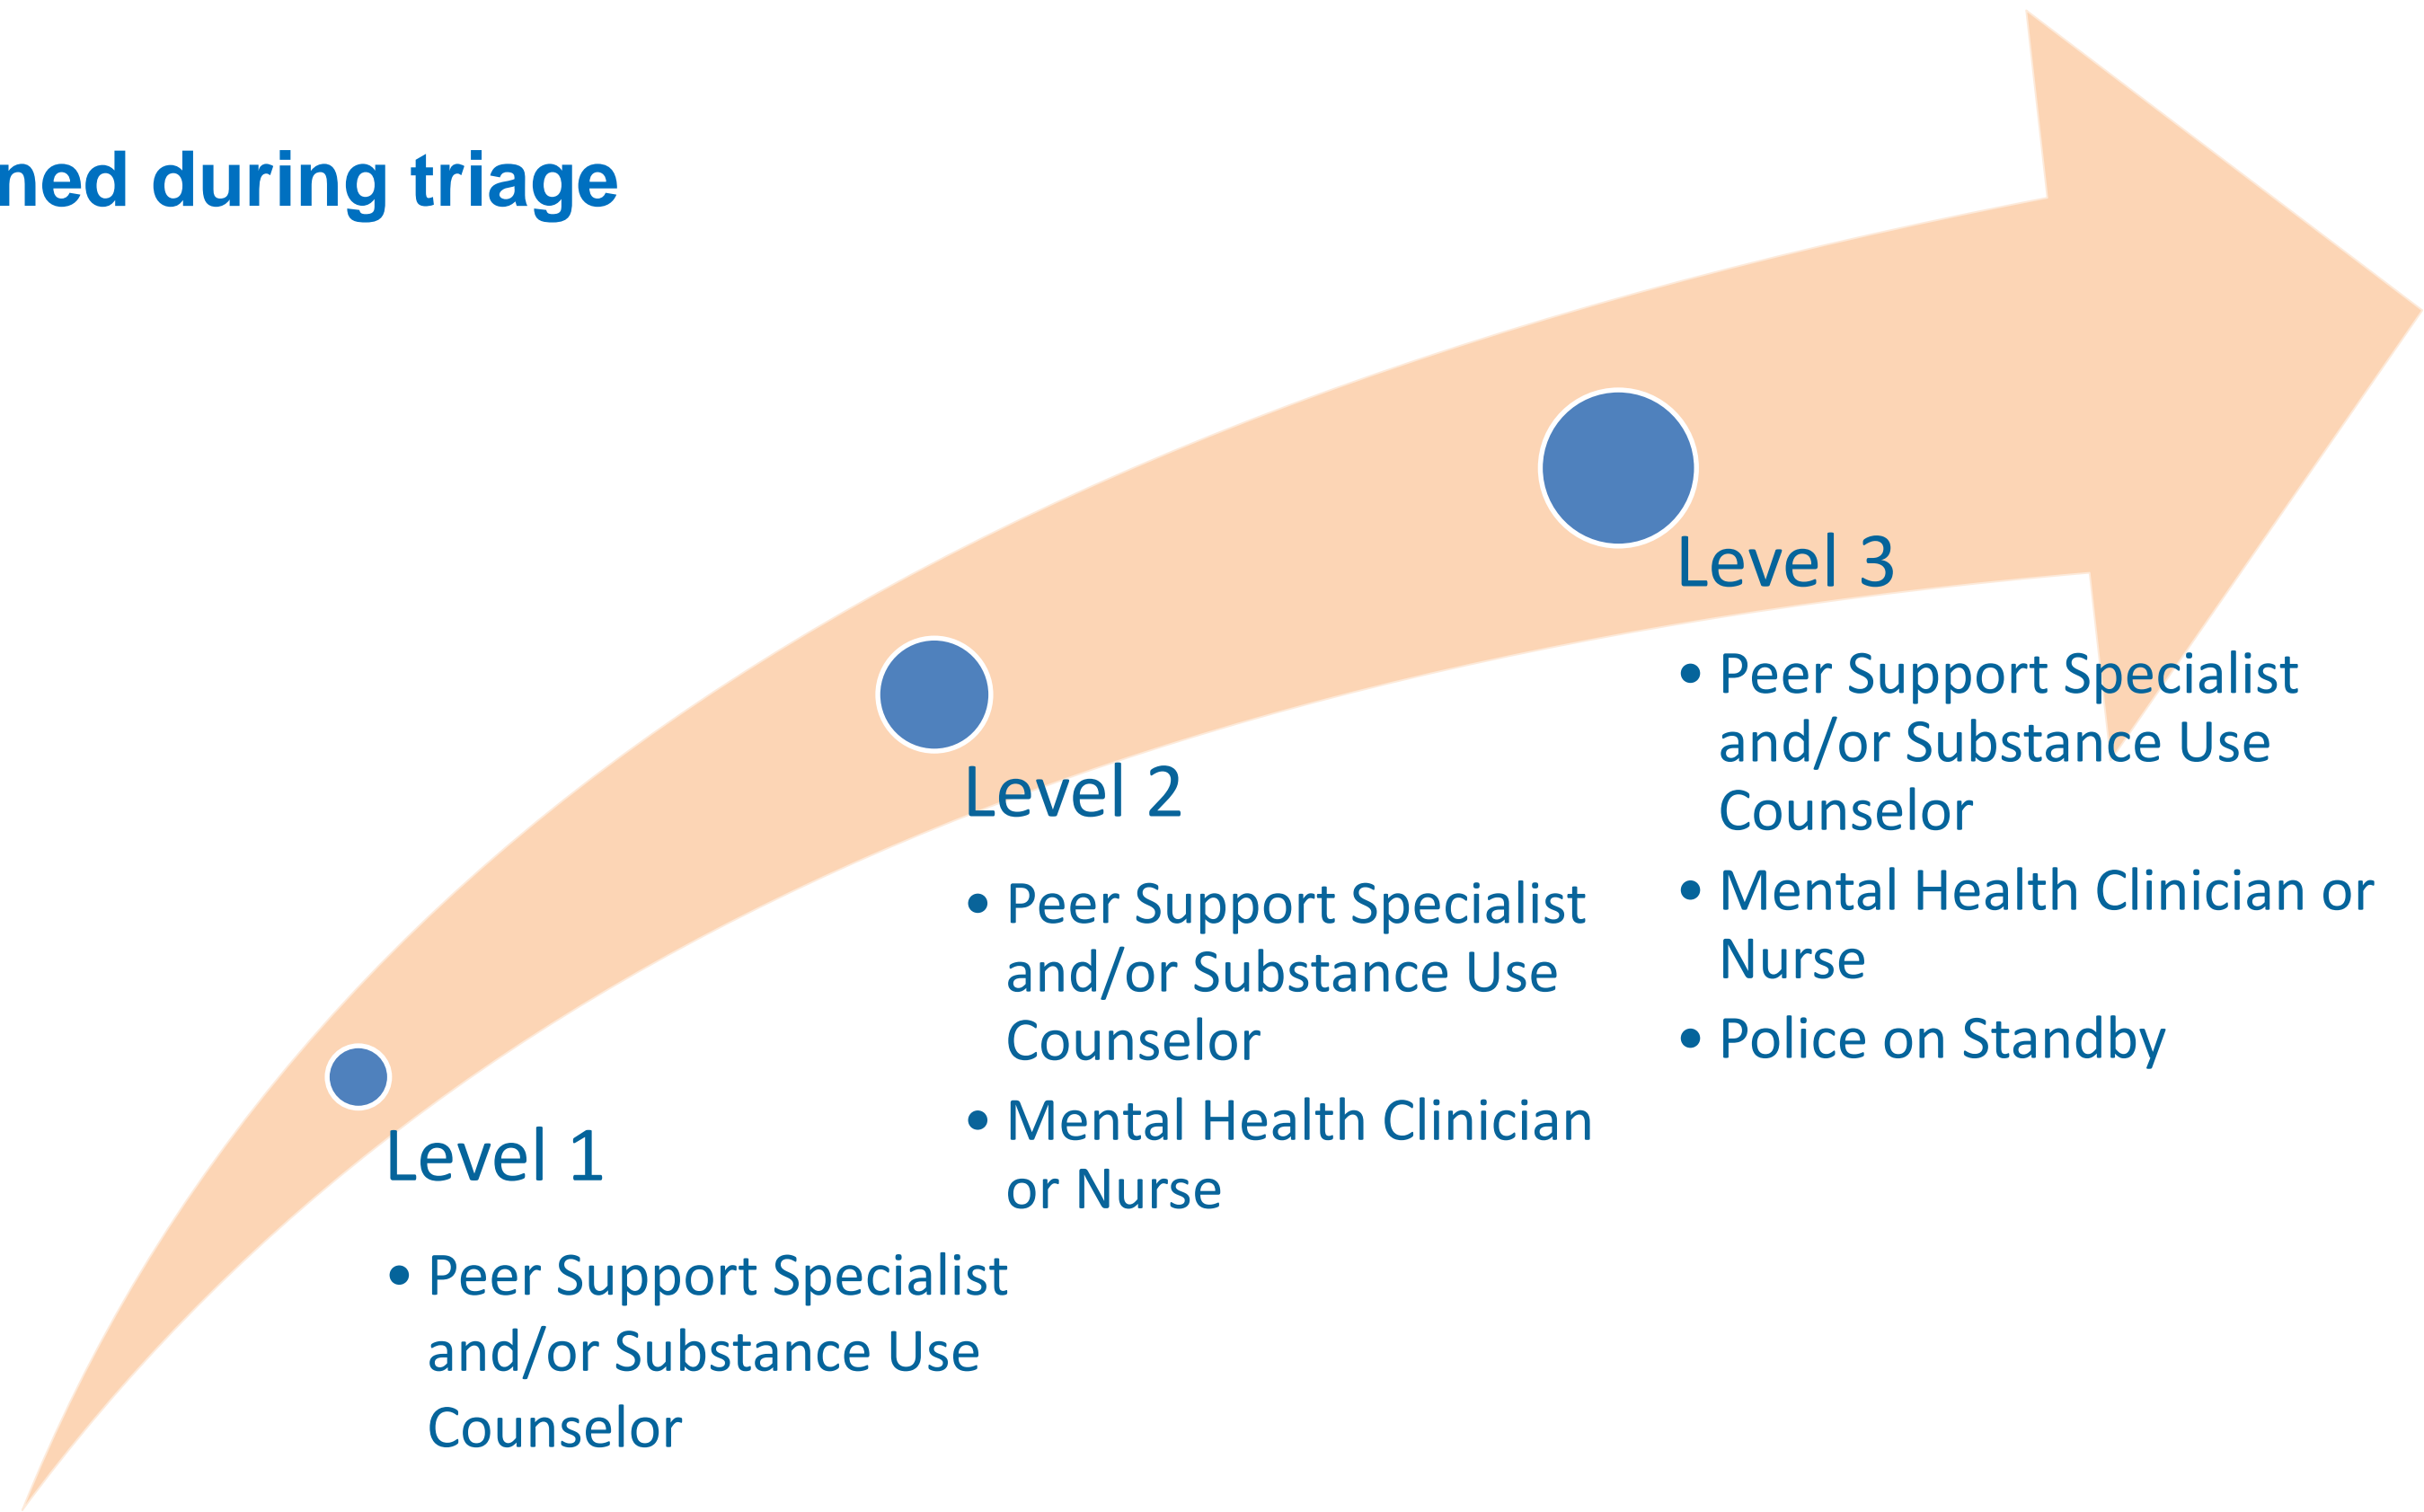 ned during triage
Level 1
• Peer Support Specialist
and/or Substance Use
Counselor
Level 2
• Peer Support Specialist
and/or Substance Use
Counselor
• Mental Health Clinician
or Nurse
Level 3
• Peer Support Specialist
and/or Substance Use
Counselor
• Mental Health Clinician or
Nurse
• Police on Standby